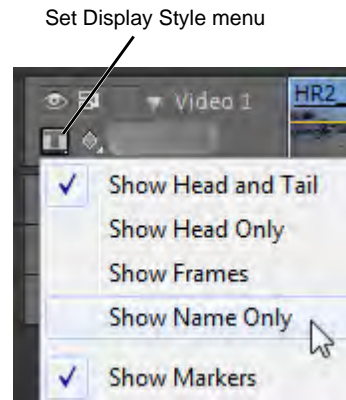 Set Display Style menu
Video 1
HR2_
Show Head and Tail
Show Head Only
Show Frames
Show Name Only
Show Markers